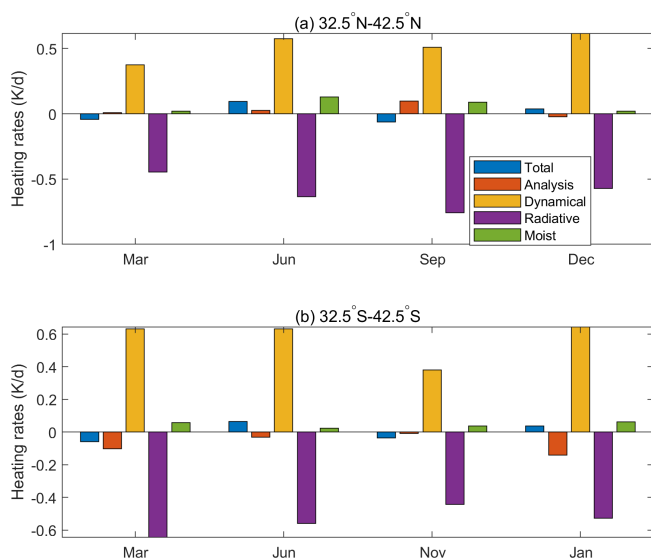 (a) 32.5°N-42.5°N
Heating rates (K/d)
0.5
0
-0.5
-1
Mar Jun Sep Dec
Total
Analysis
Dynamical
Radiative
Moist
(b) 32.5°S-42.5°S
Heating rates (K/d)
0.6
0.4
0.2
0
-0.2
-0.4
-0.6
Mar Jun Nov Jan